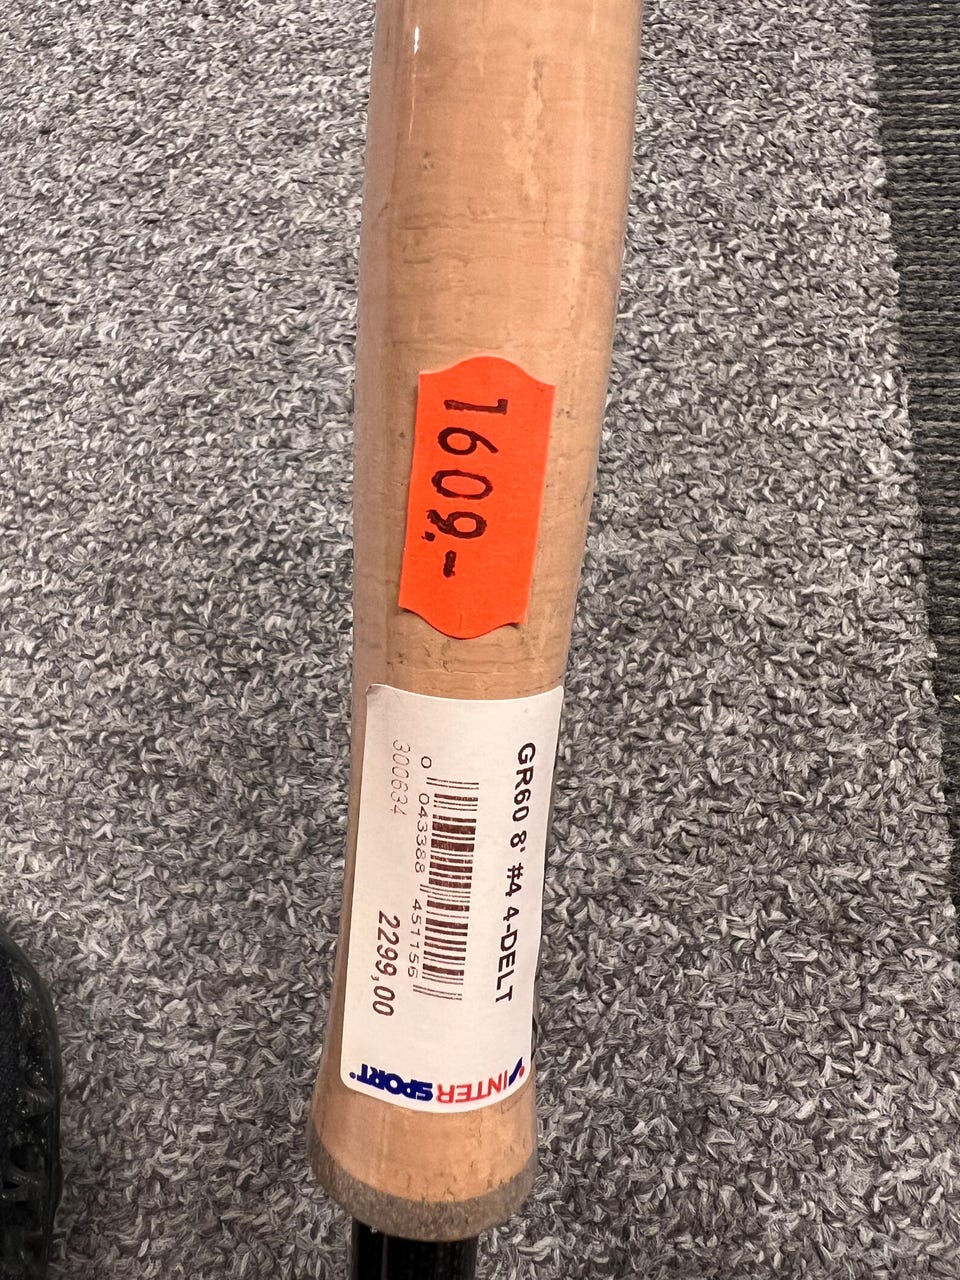 1609,-
GR60 8' #4 4-DELT
0 043388 451156
300634
2299,00
INTERSPORT